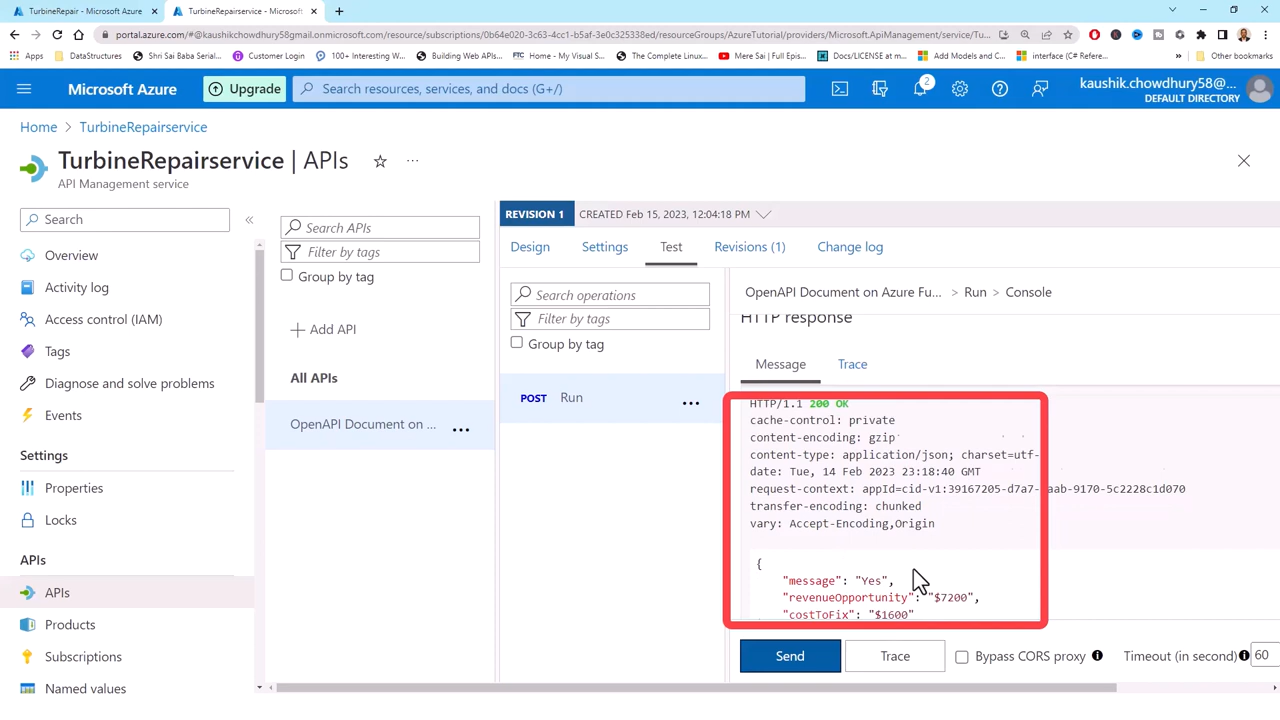 TurbineRepair - Microsoft Azure
TurbineRepairservice - Microsoft
portal.azure.com/#@kaushikchowdhury58gmail.onmicrosoft.com/resource/subscriptions/0b64e020-3c63-4cc1-b5af-3e0c325338ed/resourceGroups/AzureTutorial/providers/Microsoft.ApiManagement/service/Tu...
Apps
DataStructures
Shri Sai Baba Serial...
Customer Login
100+ Interesting W...
Building Web APIs...
FTC
Home - My Visual S...
The Complete Linux...
Mere Sai | Full Epis...
Docs/LICENSE at m...
Add Models and C...
interface (C# Refere...
»
Other bookmarks
Microsoft Azure
Upgrade
Search resources, services, and docs (G+/)
2
kaushik.chowdhury58@...
DEFAULT DIRECTORY
Home > TurbineRepairservice
TurbineRepairservice | APIs
API Management service
Search
«
Overview
Activity log
Access control (IAM)
Tags
Diagnose and solve problems
Events
Settings
Properties
Locks
APIs
APIs
Products
Subscriptions
Named values
Search APIs
Filter by tags
Group by tag
+ Add API
All APIs
OpenAPI Document on ...
REVISION 1
CREATED Feb 15, 2023, 12:04:18 PM
Design
Settings
Test
Revisions (1)
Change log
Search operations
Filter by tags
Group by tag
POST Run
OpenAPI Document on Azure Fu... > Run > Console
HTTP response
Message
Trace
HTTP/1.1 200 OK
cache-control: private
content-encoding: gzip
content-type: application/json; charset=utf-
date: Tue, 14 Feb 2023 23:18:40 GMT
request-context: appId=cid-v1:39167205-d7a7- aab-9170-5c2228c1d070
transfer-encoding: chunked
vary: Accept-Encoding,Origin
{
"message": "Yes",
"revenueOpportunity": "$7200",
"costToFix": "$1600"
Send
Trace
Bypass CORS proxy
Timeout (in second)
60